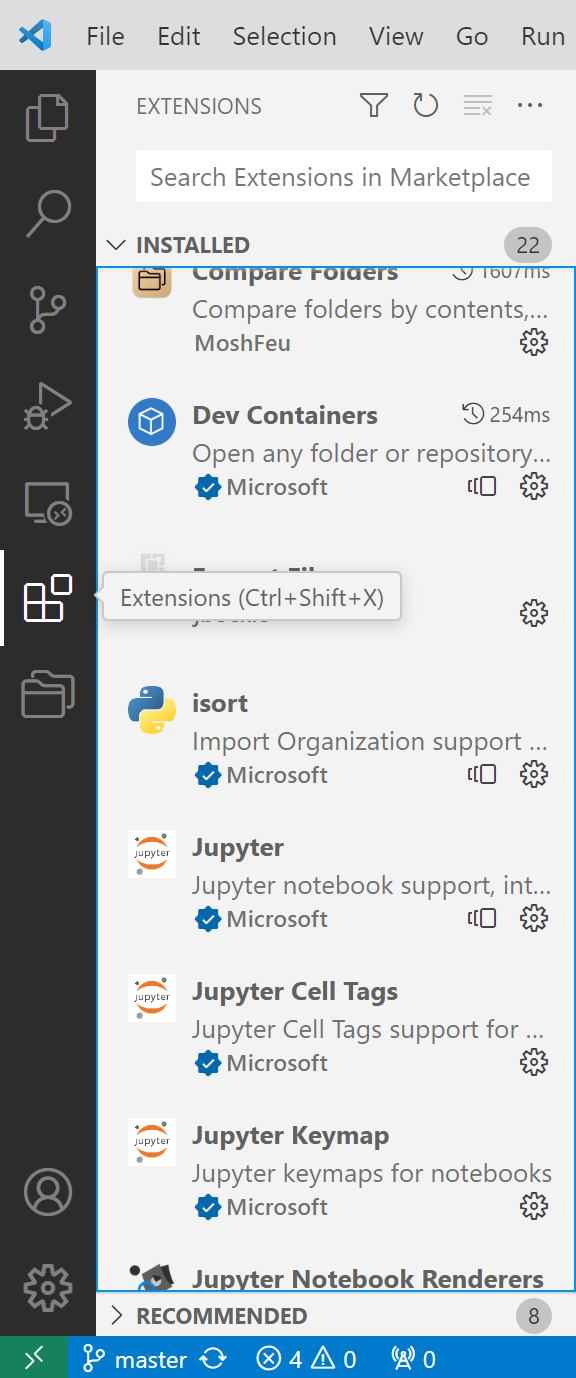 File Edit Selection View Go Run
EXTENSIONS
Search Extensions in Marketplace
INSTALLED 22
Compare Folders 1607ms
Compare folders by contents,...
MoshFeu
Dev Containers 254ms
Open any folder or repository...
Microsoft
Extensions (Ctrl+Shift+X)
isort
Import Organization support ...
Microsoft
jupyter
Jupyter
Jupyter notebook support, int...
Microsoft
jupyter
Jupyter Cell Tags
Jupyter Cell Tags support for ...
Microsoft
jupyter
Jupyter Keymap
Jupyter keymaps for notebooks
Microsoft
Jupyter Notebook Renderers
RECOMMENDED 8
master 4 0 0